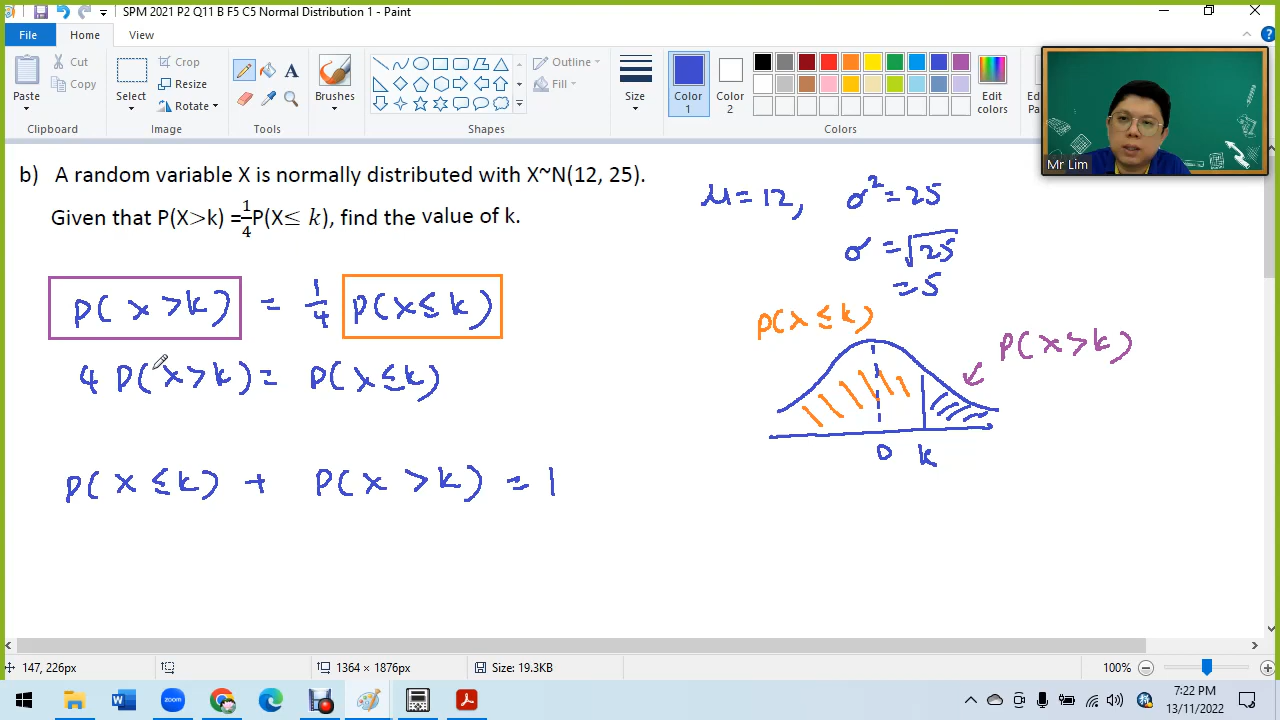 SPM 2021 P2 Q11 B F5 C5 Normal Distribution 1 - Paint
File Home View
Paste Cut Copy
Select Crop Resize Rotate
Brushes
Outline Fill
Size
Color 1 Color 2
Edit colors
Clipboard Image Tools Shapes Colors
Mr Lim
b) A random variable X is normally distributed with X~N(12, 25).
Given that P(X>k) =1/4P(X≤ k), find the value of k.
μ = 12, σ² = 25
σ = √25
= 5
P( X > k ) = 1/4 P( X ≤ k )
4 P( X > k ) = P( X ≤ k )
P( X ≤ k ) + P( X > k ) = 1
P( X ≤ k )
P( X > k )
0 k
147, 226px 1364 × 1876px Size: 19.3KB 100%
zoom
7:22 PM
13/11/2022